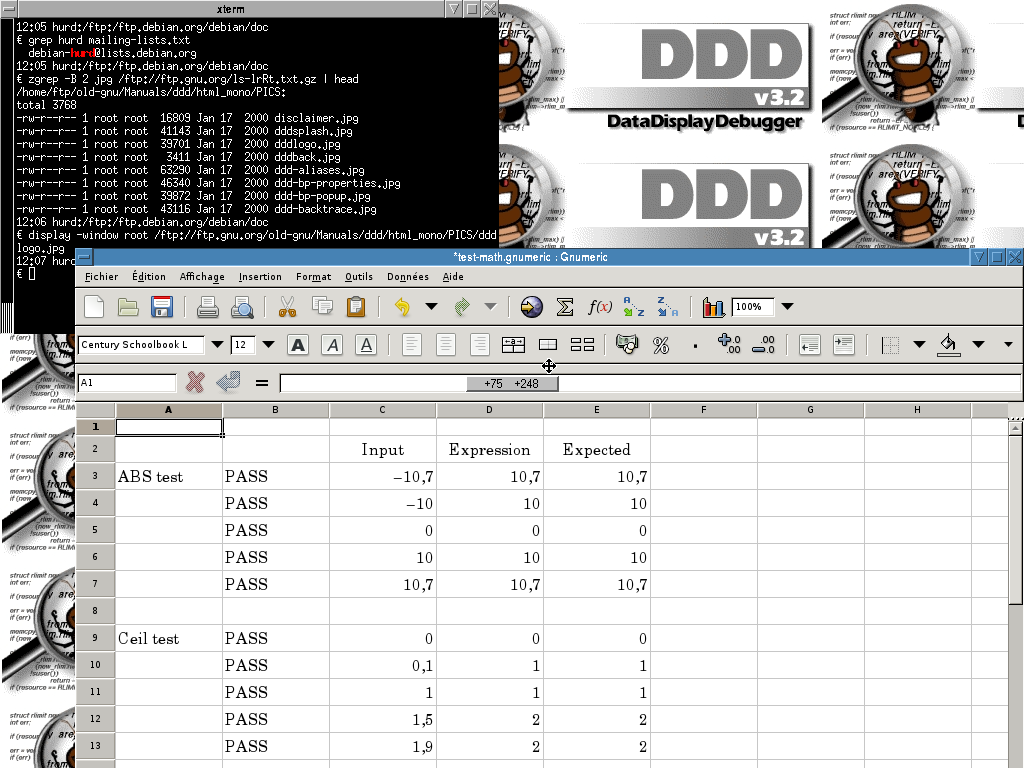 xterm
12:05 hurd:/ftp:/ftp.debian.org/debian/doc
€ grep hurd mailing-lists.txt
debian-hurd@lists.debian.org
12:05 hurd:/ftp:/ftp.debian.org/debian/doc
€ zgrep -B 2 jpg /ftp://ftp.gnu.org/ls-lrRt.txt.gz | head
/home/ftp/old-gnu/Manuals/ddd/html_mono/PICS:
total 3768
-rw-r--r-- 1 root root 16809 Jan 17 2000 disclaimer.jpg
-rw-r--r-- 1 root root 41143 Jan 17 2000 dddsplash.jpg
-rw-r--r-- 1 root root 39701 Jan 17 2000 dddlogo.jpg
-rw-r--r-- 1 root root 3411 Jan 17 2000 dddback.jpg
-rw-r--r-- 1 root root 63290 Jan 17 2000 ddd-aliases.jpg
-rw-r--r-- 1 root root 46340 Jan 17 2000 ddd-bp-properties.jpg
-rw-r--r-- 1 root root 39872 Jan 17 2000 ddd-bp-popup.jpg
-rw-r--r-- 1 root root 43116 Jan 17 2000 ddd-backtrace.jpg
12:06 hurd:/ftp:/ftp.debian.org/debian/doc
€ display -window root /ftp://ftp.gnu.org/old-gnu/Manuals/ddd/html_mono/PICS/ddd
logo.jpg
12:07 hurd
€
DDD
v3.2
DataDisplayDebugger
DDD
v3.2
*test-math.gnumeric : Gnumeric
Fichier Édition Affichage Insertion Format Outils Données Aide
100%
Century Schoolbook L 12
A1 = +75 +248
A B C D E F G H
1
2 Input Expression Expected
3 ABS test PASS −10,7 10,7 10,7
4 PASS −10 10 10
5 PASS 0 0 0
6 PASS 10 10 10
7 PASS 10,7 10,7 10,7
8
9 Ceil test PASS 0 0 0
10 PASS 0,1 1 1
11 PASS 1 1 1
12 PASS 1,5 2 2
13 PASS 1,9 2 2